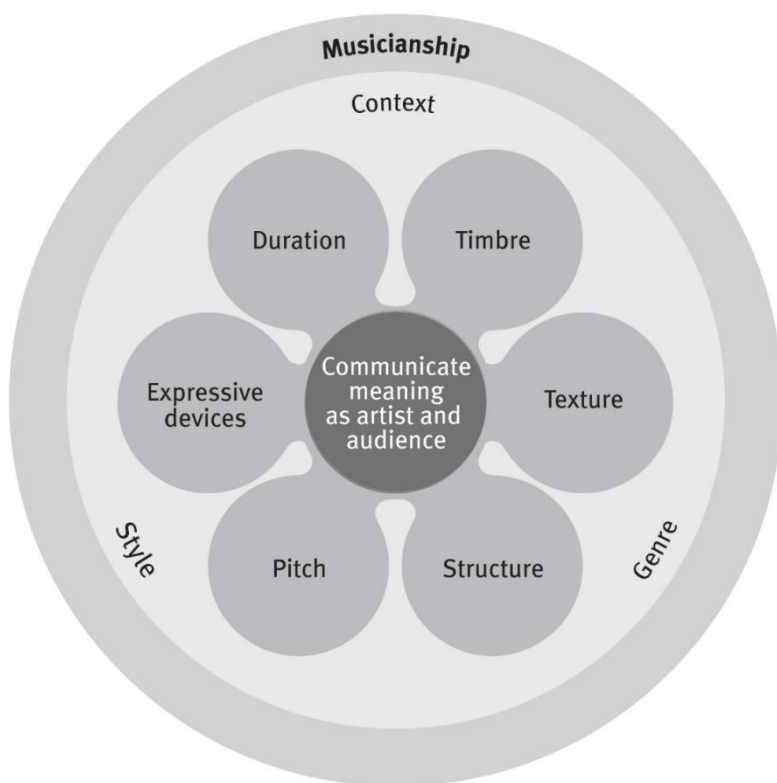 Musicianship
Context
Duration
Timbre
Expressive
devices
Communicate
meaning
as artist and
audience
Texture
Style
Pitch
Structure
Genre